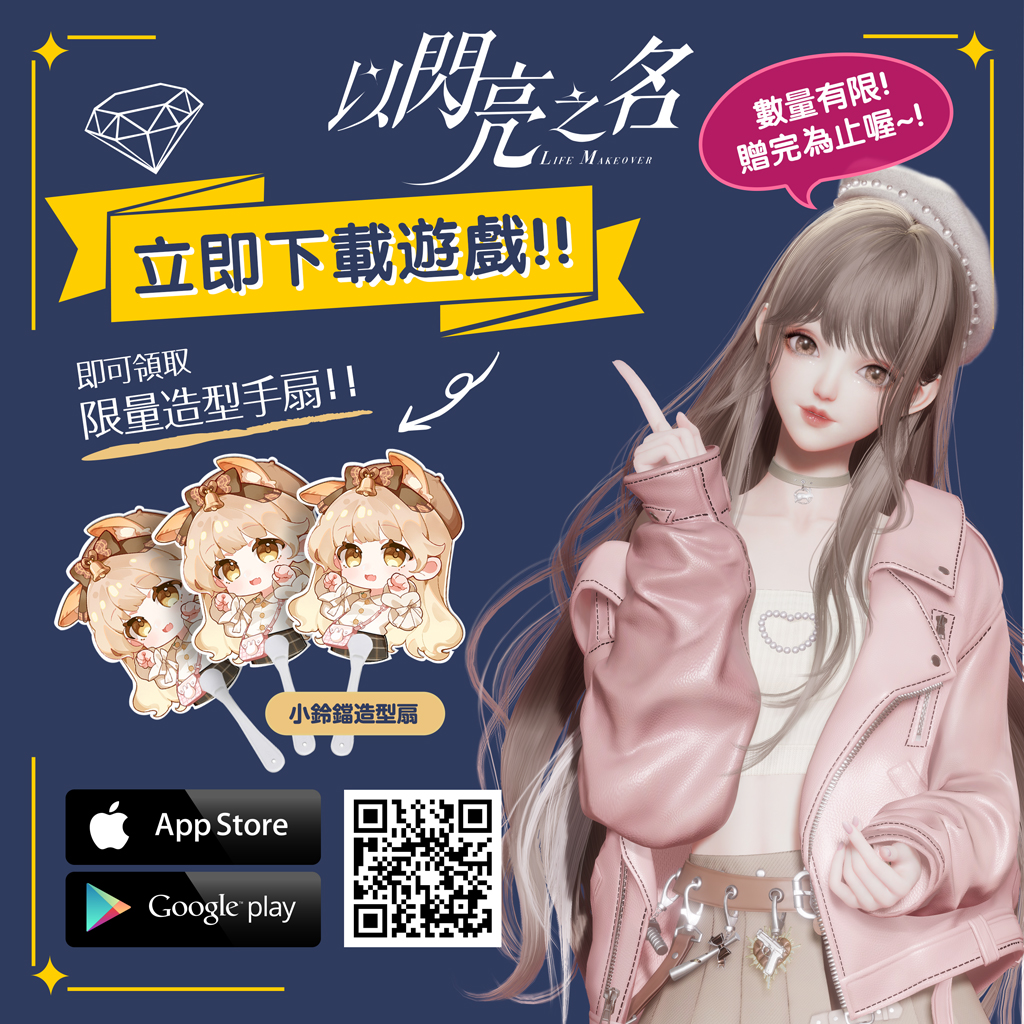 以閃亮之名
LIFE MAKEOVER
數量有限!
贈完為止喔~!
立即下載遊戲!!
即可領取
限量造型手扇!!
小鈴鐺造型扇
App Store
Google play